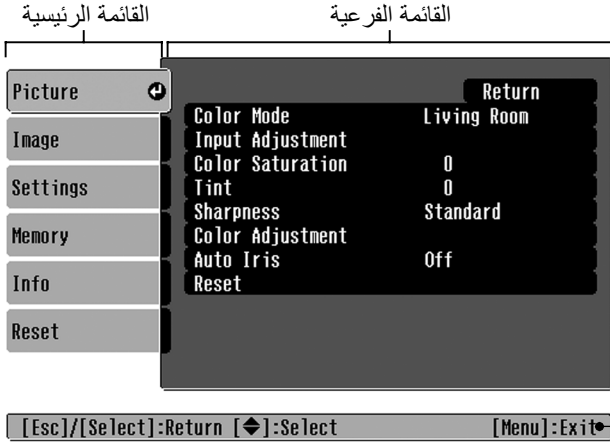 القائمة الرئيسية
القائمة الفرعية
Picture
Image
Settings
Memory
Info
Reset
Return
Color Mode Living Room
Input Adjustment
Color Saturation 0
Tint 0
Sharpness Standard
Color Adjustment
Auto Iris Off
Reset
[Esc]/[Select]:Return [◆]:Select [Menu]:Exit